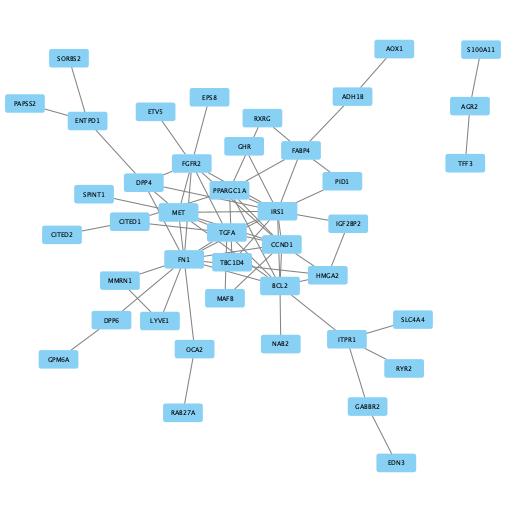 AOX1
S100A11
SORBS2
EPS8
ADH1B
PAPSS2
ETV5
AGR2
RXRG
ENTPD1
GHR
FABP4
FGFR2
TFF3
DPP4
PID1
PPARGC1A
SPINT1
MET
IRS1
CITED1
IGF2BP2
CITED2
TGFA
CCND1
FN1
TBC1D4
HMGA2
MMRN1
BCL2
MAFB
DPP6
LYVE1
SLC4A4
ITPR1
NAB2
OCA2
GPM6A
RYR2
GABBR2
RAB27A
EDN3